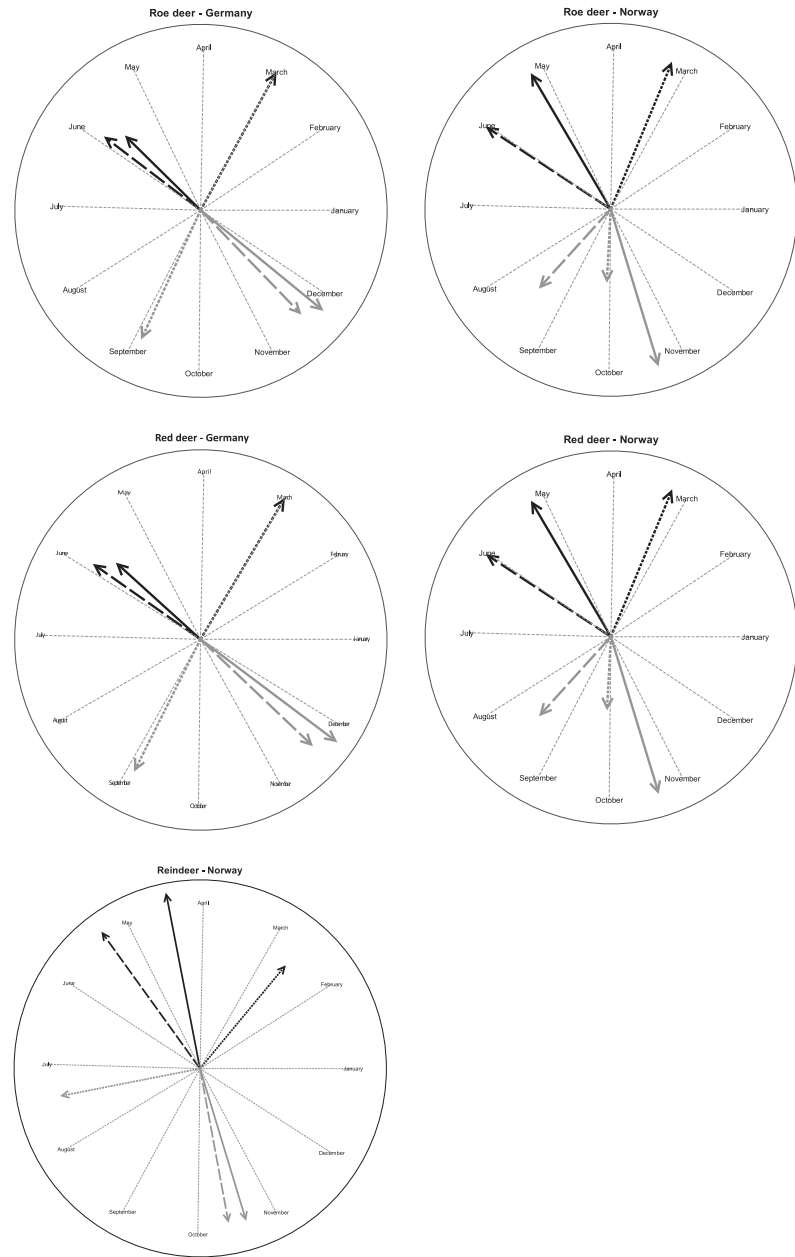 Roe deer - Germany
April
May
March
June
February
July
January
August
December
September
November
October
Roe deer - Norway
April
May
March
June
February
July
January
August
December
September
November
October
Red deer - Germany
April
May
March
June
February
July
January
August
December
September
November
October
Red deer - Norway
April
May
March
June
February
July
January
August
December
September
November
October
Reindeer - Norway
April
May
March
June
February
July
January
August
December
September
November
October